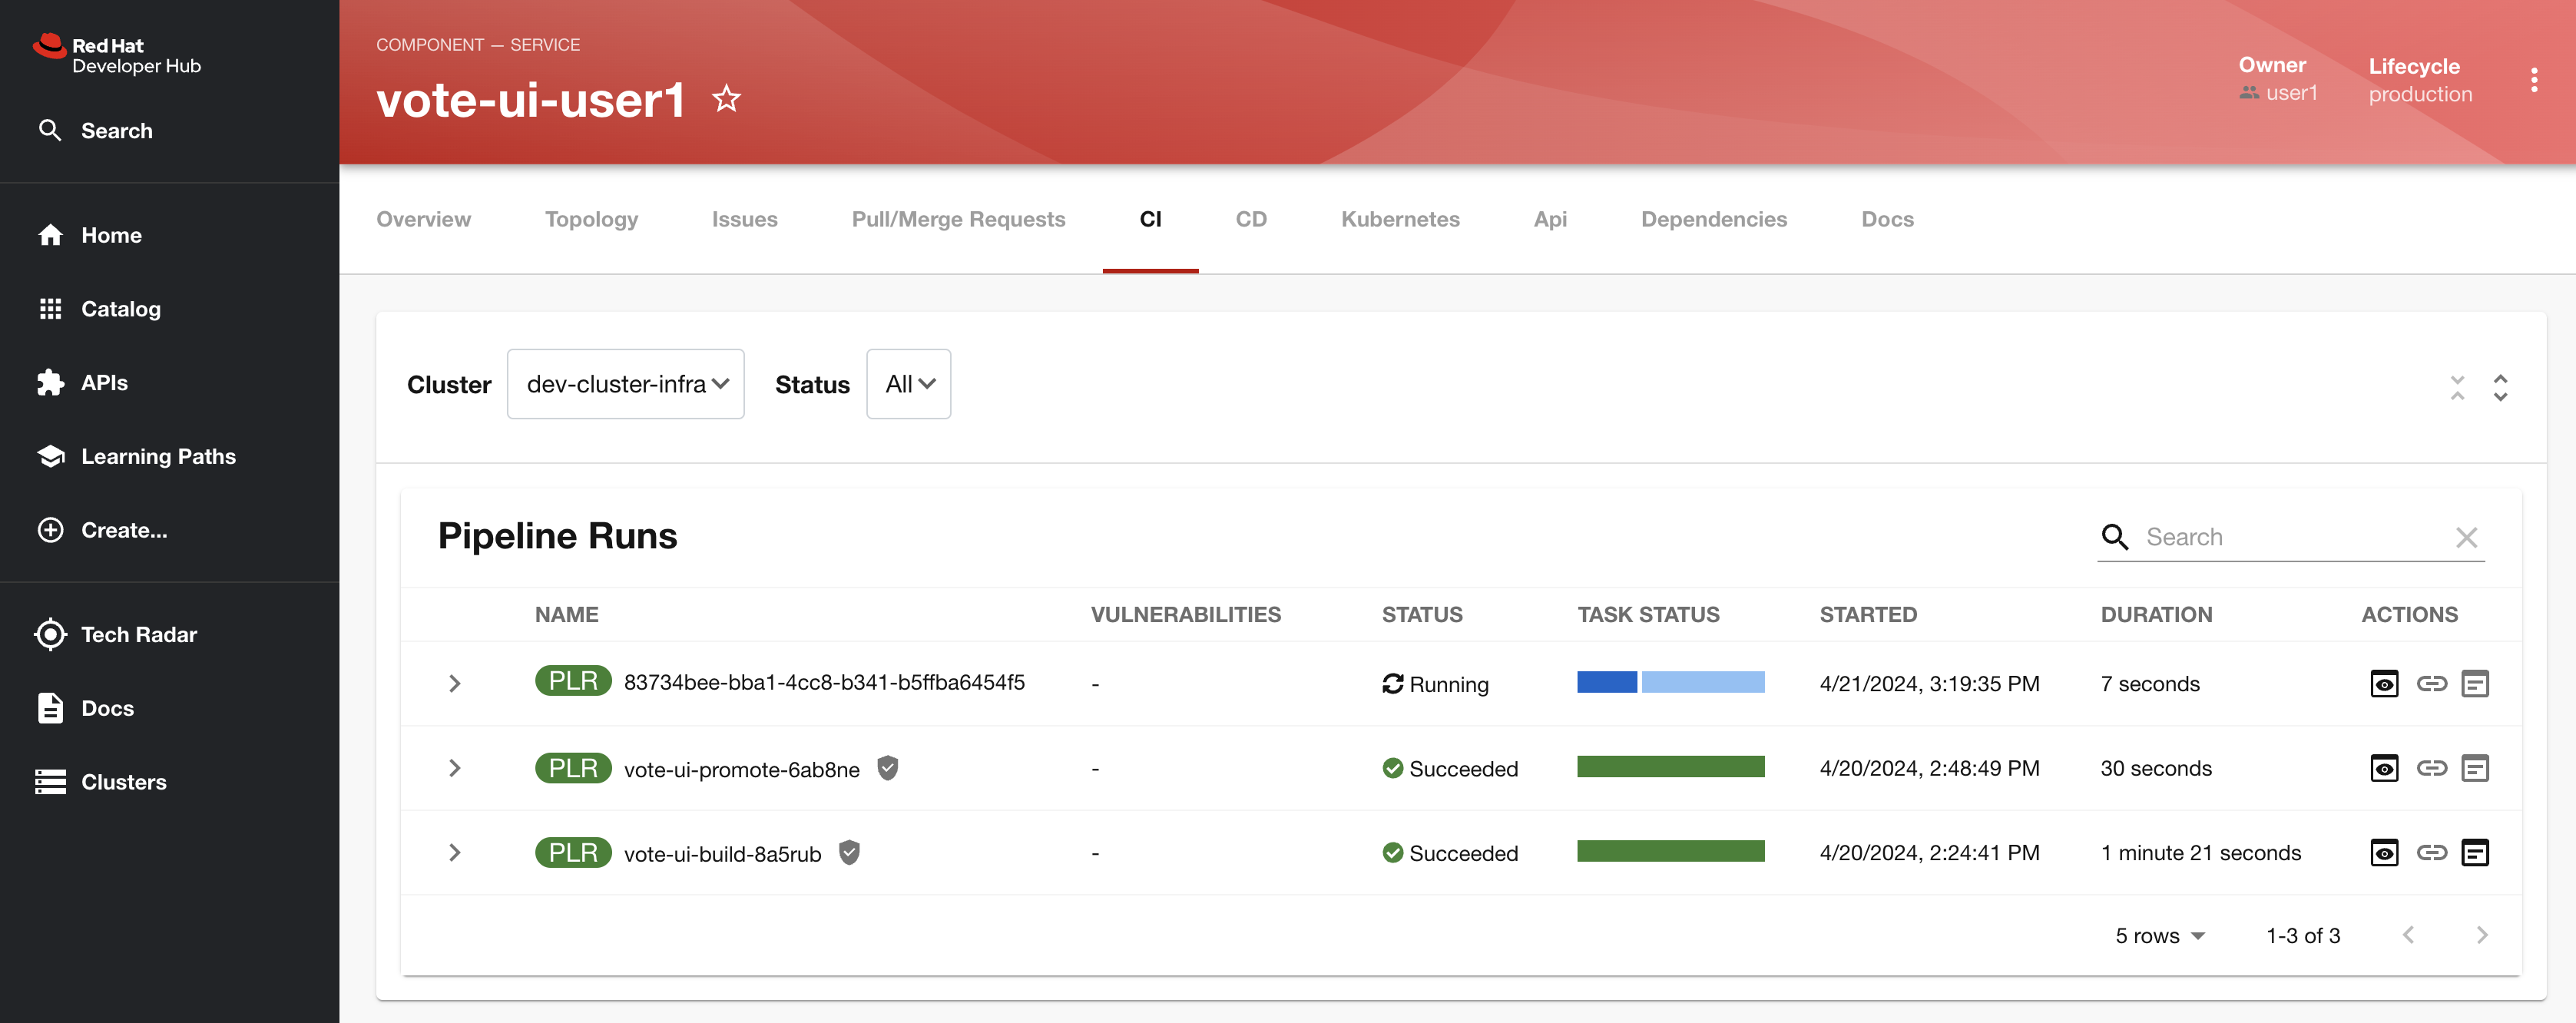 Red Hat
Developer Hub
Search
Home
Catalog
APIs
Learning Paths
Create...
Tech Radar
Docs
Clusters
COMPONENT — SERVICE
vote-ui-user1
Owner
user1
Lifecycle
production
Overview Topology Issues Pull/Merge Requests CI CD Kubernetes Api Dependencies Docs
Cluster dev-cluster-infra Status All
Pipeline Runs
Search
NAME VULNERABILITIES STATUS TASK STATUS STARTED DURATION ACTIONS
PLR 83734bee-bba1-4cc8-b341-b5ffba6454f5 - Running 4/21/2024, 3:19:35 PM 7 seconds
PLR vote-ui-promote-6ab8ne - Succeeded 4/20/2024, 2:48:49 PM 30 seconds
PLR vote-ui-build-8a5rub - Succeeded 4/20/2024, 2:24:41 PM 1 minute 21 seconds
5 rows 1-3 of 3